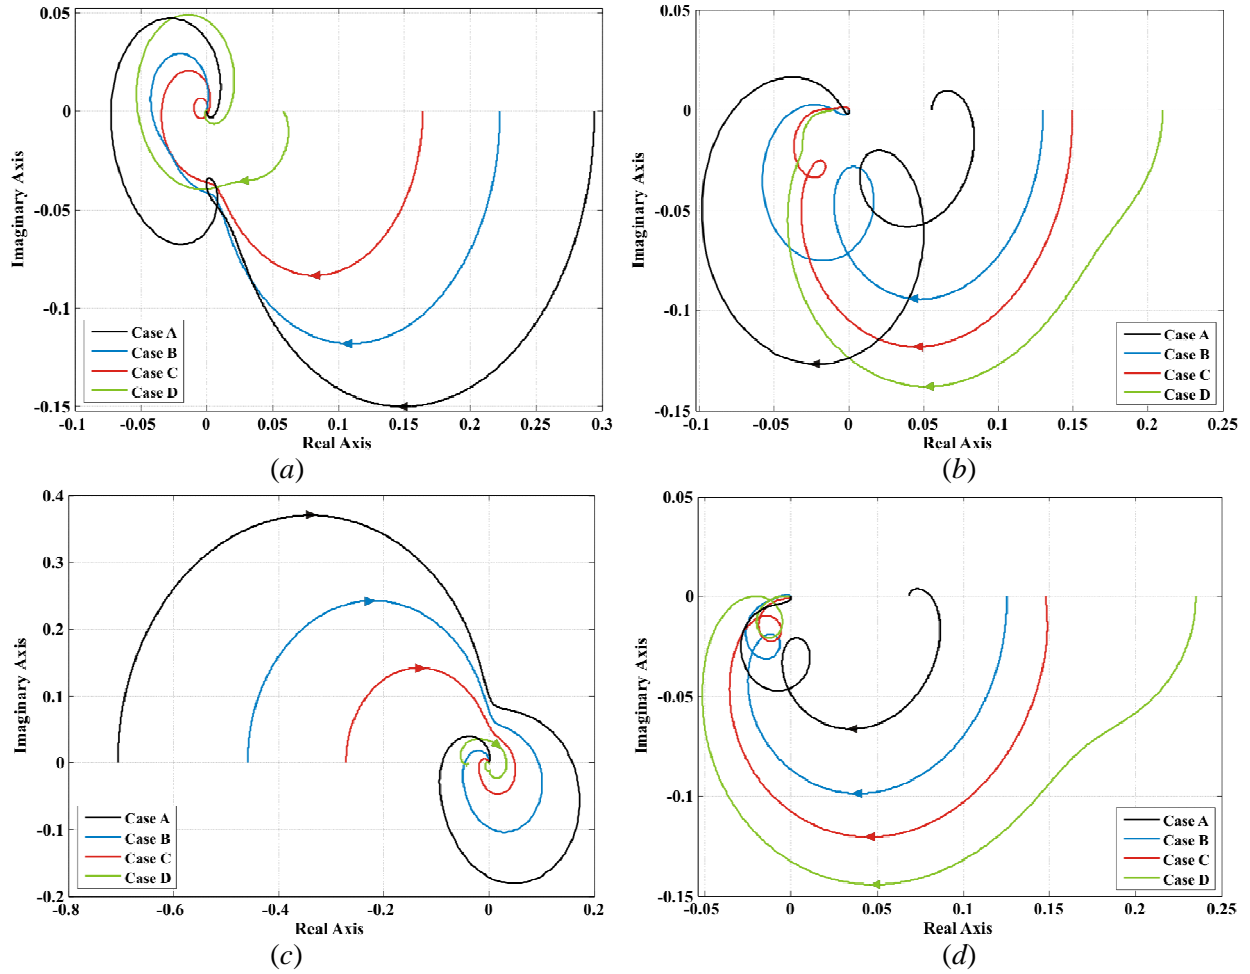 0.05
0
-0.05
-0.1
-0.15
Imaginary Axis
-0.1 -0.05 0 0.05 0.1 0.15 0.2 0.25 0.3
Real Axis
Case A
Case B
Case C
Case D
(a)
0.05
0
-0.05
-0.1
-0.15
Imaginary Axis
-0.1 -0.05 0 0.05 0.1 0.15 0.2 0.25
Real Axis
Case A
Case B
Case C
Case D
(b)
0.4
0.3
0.2
0.1
0
-0.1
-0.2
Imaginary Axis
-0.8 -0.6 -0.4 -0.2 0 0.2
Real Axis
Case A
Case B
Case C
Case D
(c)
0.05
0
-0.05
-0.1
-0.15
Imaginary Axis
-0.05 0 0.05 0.1 0.15 0.2 0.25
Real Axis
Case A
Case B
Case C
Case D
(d)